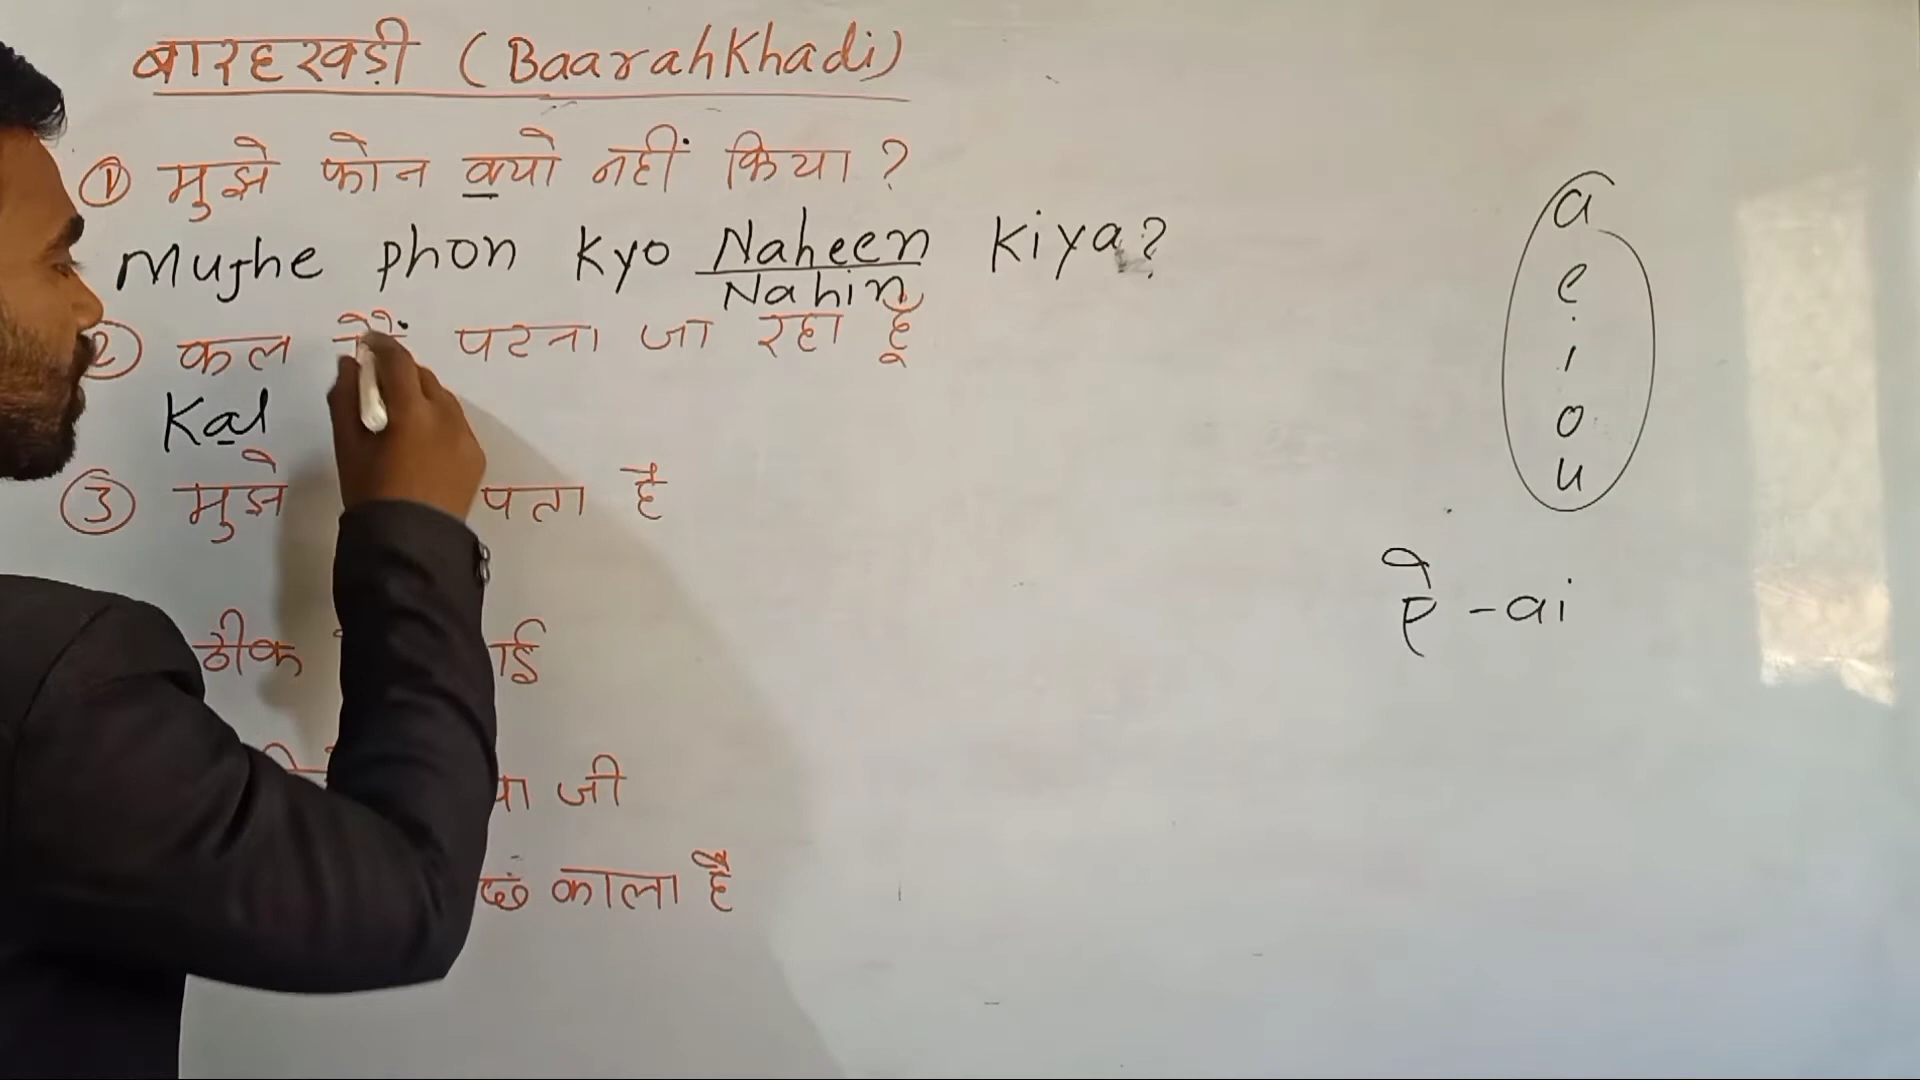 बारहखड़ी (BaarahKhadi)
① मुझे फोन क्यो नहीं किया ?
Mujhe phon Kyo Naheen Kiya?
Nahin
② कल पटना जा रहा हूँ
Kal
③ मुझे पता है
ठीक
जी
काला है
a
e
i
o
u
ऐ - ai